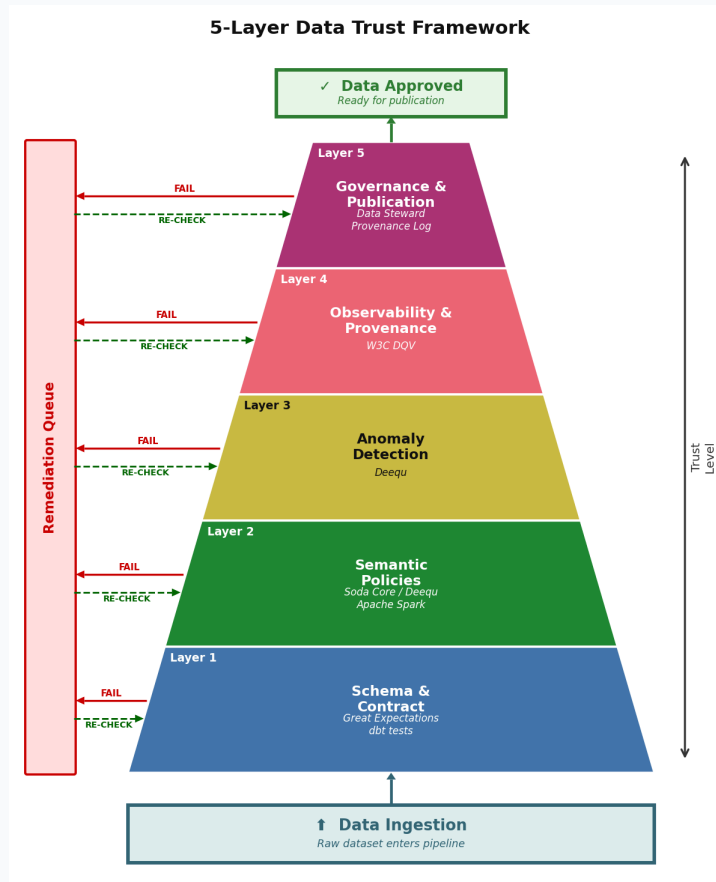 5-Layer Data Trust Framework
✓ Data Approved
Ready for publication
Layer 5
Governance &
Publication
Data Steward
Provenance Log
FAIL
RE-CHECK
Layer 4
Observability &
Provenance
W3C DQV
FAIL
RE-CHECK
Layer 3
Anomaly
Detection
Deequ
FAIL
RE-CHECK
Layer 2
Semantic
Policies
Soda Core / Deequ
Apache Spark
FAIL
RE-CHECK
Layer 1
Schema &
Contract
Great Expectations
dbt tests
FAIL
RE-CHECK
Remediation Queue
Trust
Level
⬆ Data Ingestion
Raw dataset enters pipeline